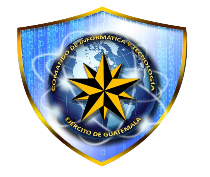 COMANDO DE INFORMÁTICA Y TECNOLOGÍA
EJÉRCITO DE GUATEMALA